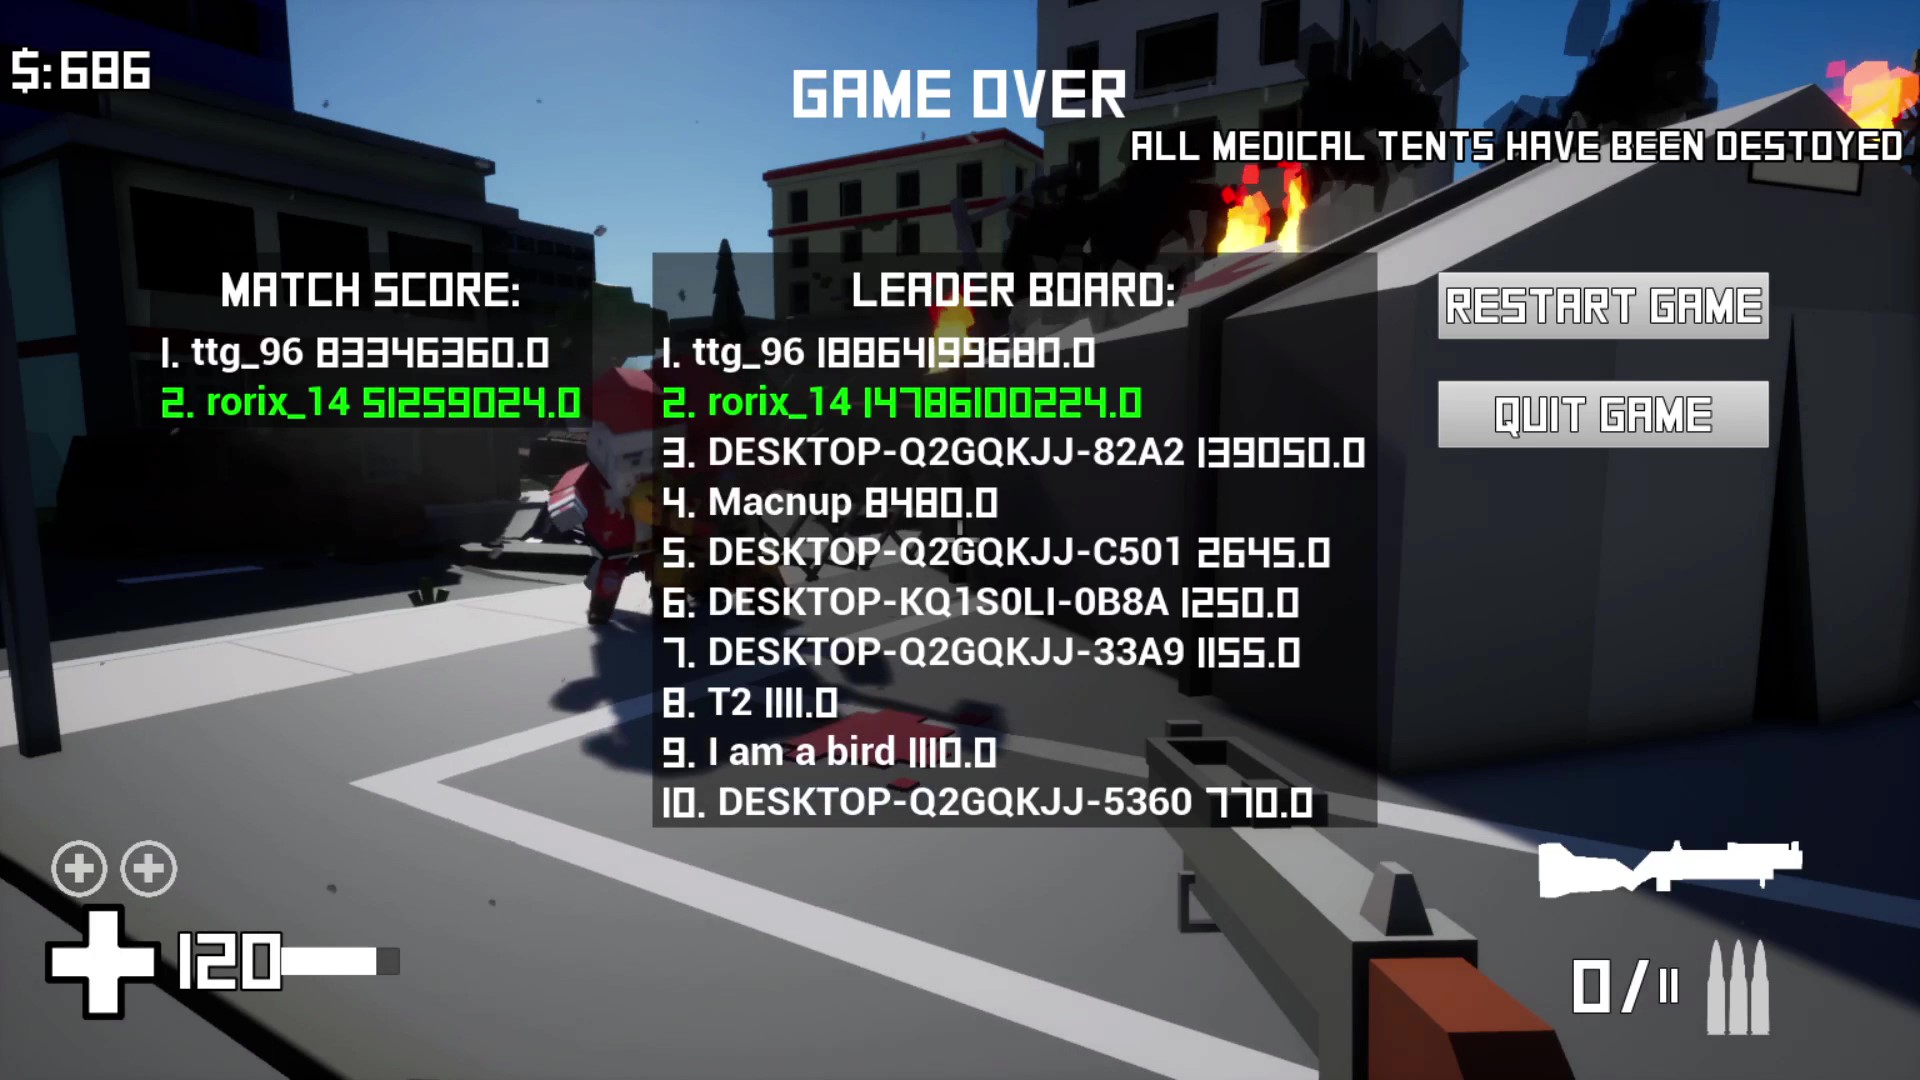 $:686
GAME OVER
ALL MEDICAL TENTS HAVE BEEN DESTOYED
MATCH SCORE:
1. ttg_96 83346360.0
2. rorix_14 51259024.0
LEADER BOARD:
1. ttg_96 18864199680.0
2. rorix_14 14786100224.0
3. DESKTOP-Q2GQKJJ-82A2 139050.0
4. Macnup 8480.0
5. DESKTOP-Q2GQKJJ-C501 2645.0
6. DESKTOP-KQ1S0LI-0B8A 1250.0
7. DESKTOP-Q2GQKJJ-33A9 1155.0
8. T2 1111.0
9. I am a bird 1110.0
10. DESKTOP-Q2GQKJJ-5360 770.0
RESTART GAME
QUIT GAME
120
0/11